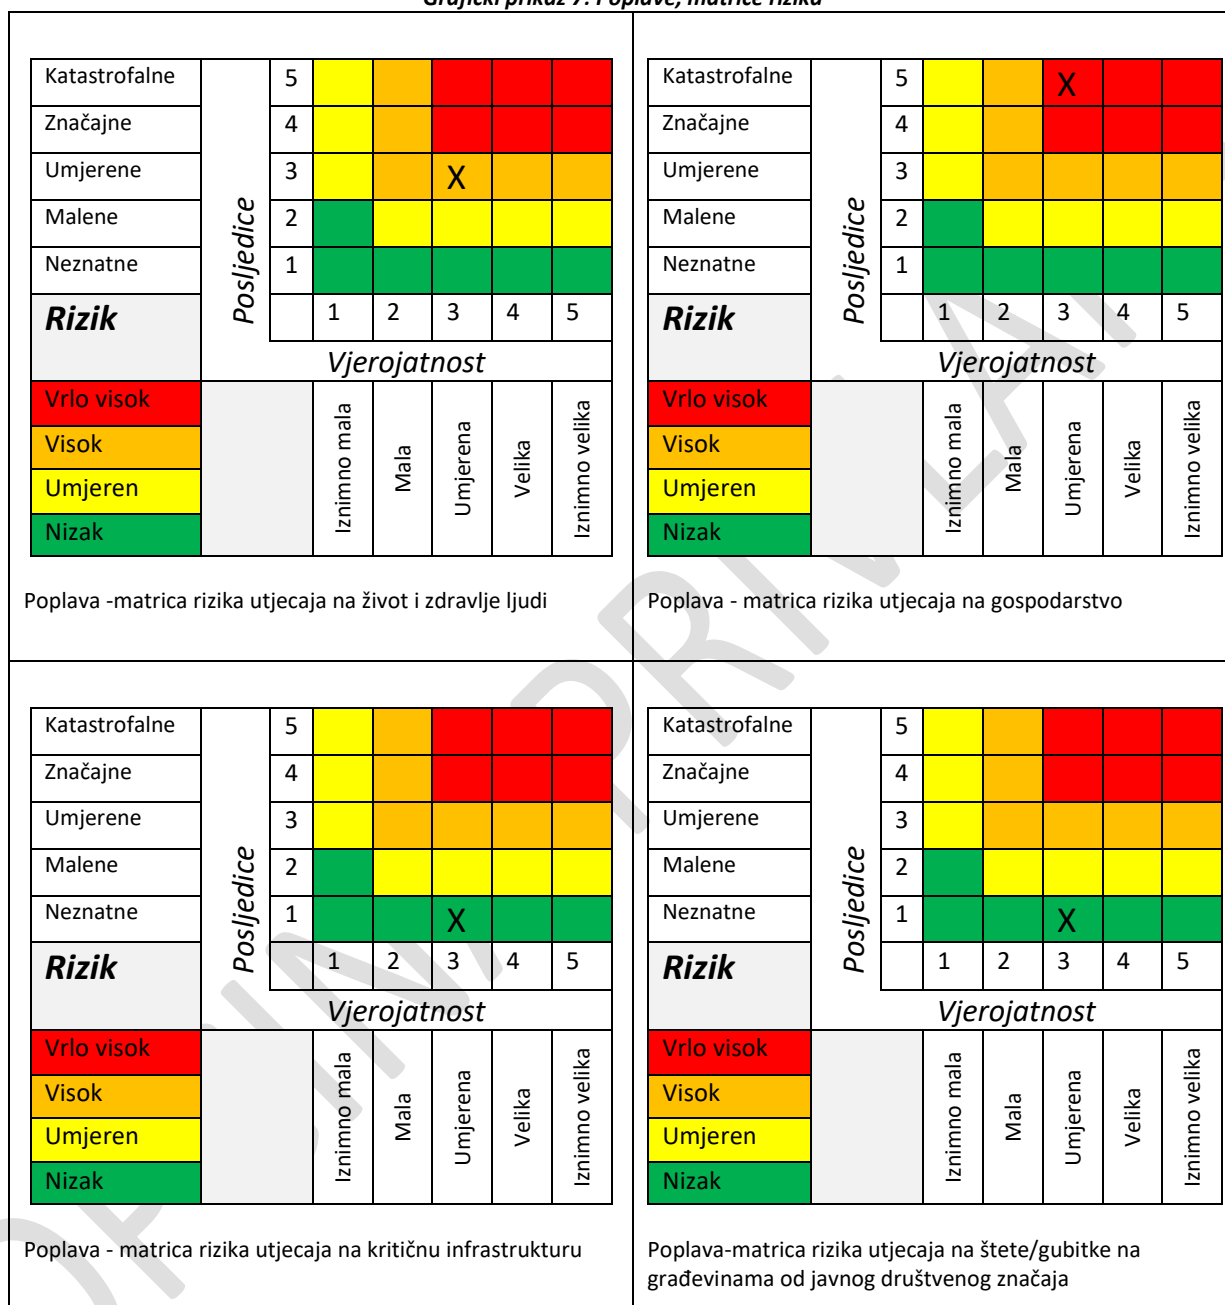 Grafički prikaz 7: Poplave, matrice rizika
Katastrofalne 5
Značajne 4
Umjerene 3 X
Malene 2
Neznatne 1
Posljedice
Rizik 1 2 3 4 5
Vjerojatnost
Vrlo visok
Visok
Umjeren
Nizak
Iznimno mala
Mala
Umjerena
Velika
Iznimno velika
Poplava -matrica rizika utjecaja na život i zdravlje ljudi
Katastrofalne 5 X
Značajne 4
Umjerene 3
Malene 2
Neznatne 1
Posljedice
Rizik 1 2 3 4 5
Vjerojatnost
Vrlo visok
Visok
Umjeren
Nizak
Iznimno mala
Mala
Umjerena
Velika
Iznimno velika
Poplava - matrica rizika utjecaja na gospodarstvo
Katastrofalne 5
Značajne 4
Umjerene 3
Malene 2
Neznatne 1 X
Posljedice
Rizik 1 2 3 4 5
Vjerojatnost
Vrlo visok
Visok
Umjeren
Nizak
Iznimno mala
Mala
Umjerena
Velika
Iznimno velika
Poplava - matrica rizika utjecaja na kritičnu infrastrukturu
Katastrofalne 5
Značajne 4
Umjerene 3
Malene 2
Neznatne 1 X
Posljedice
Rizik 1 2 3 4 5
Vjerojatnost
Vrlo visok
Visok
Umjeren
Nizak
Iznimno mala
Mala
Umjerena
Velika
Iznimno velika
Poplava-matrica rizika utjecaja na štete/gubitke na
građevinama od javnog društvenog značaja